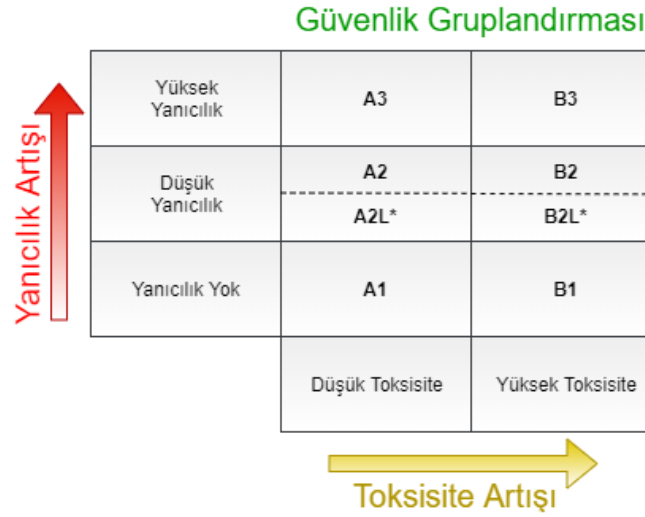 Güvenlik Gruplandırması
Yüksek
Yanıcılık
A3
B3
Düşük
Yanıcılık
A2
B2
A2L*
B2L*
Yanıcılık Yok
A1
B1
Düşük Toksisite
Yüksek Toksisite
Yanıcılık Artışı
Toksisite Artışı